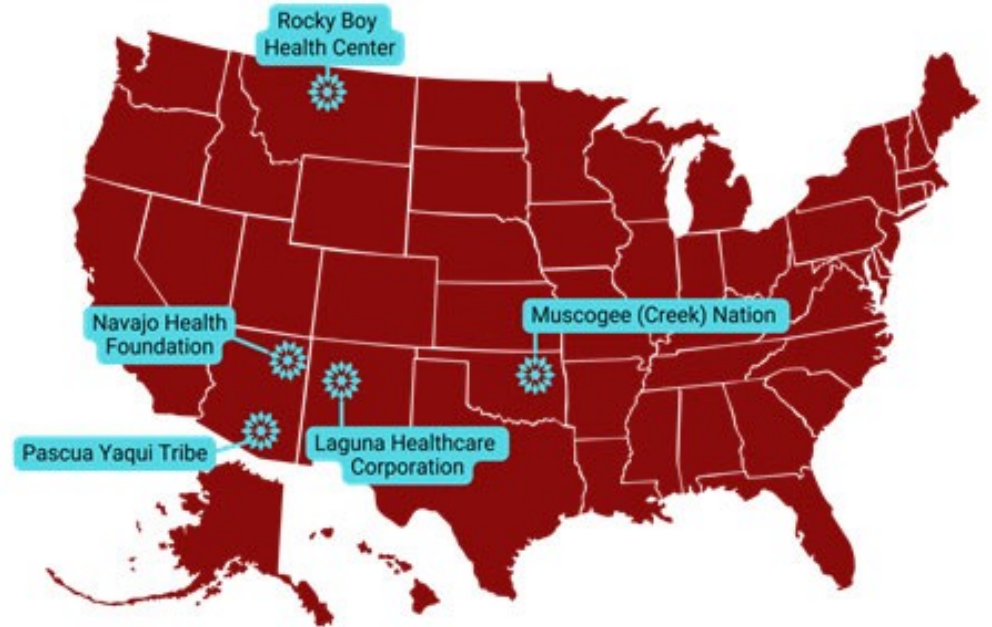 Rocky Boy
Health Center
Muscogee (Creek) Nation
Navajo Health
Foundation
Laguna Healthcare
Corporation
Pascua Yaqui Tribe